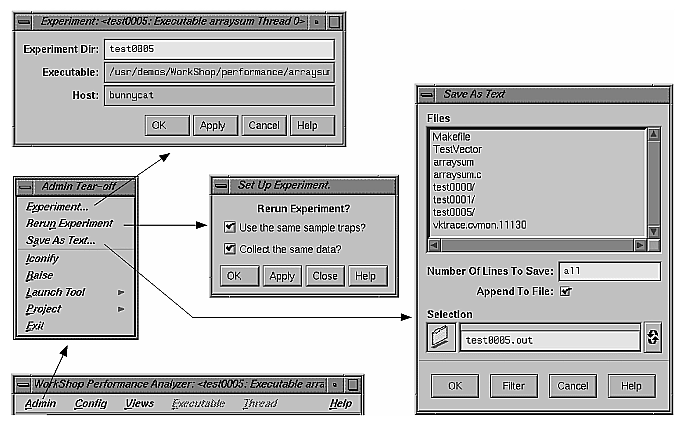 Experiment: <test0005: Executable arraysum Thread 0>
Experiment Dir: test0005
Executable: /usr/demos/WorkShop/performance/arraysum
Host: bunnycat
OK Apply Cancel Help
Admin Tear-off
Experiment...
Rerun Experiment
Save As Text...
Iconify
Raise
Launch Tool
Project
Exit
Set Up Experiment.
Rerun Experiment?
Use the same sample traps?
Collect the same data?
OK Apply Close Help
Save As Text
Files
Makefile
TestVector
arraysum
arraysum.c
test0000/
test0001/
test0005/
vktrace.cvmon.11130
Number Of Lines To Save: all
Append To File:
Selection
test0005.out
OK Filter Cancel Help
WorkShop Performance Analyzer: <test0005: Executable arra
Admin Config Views Executable Thread Help